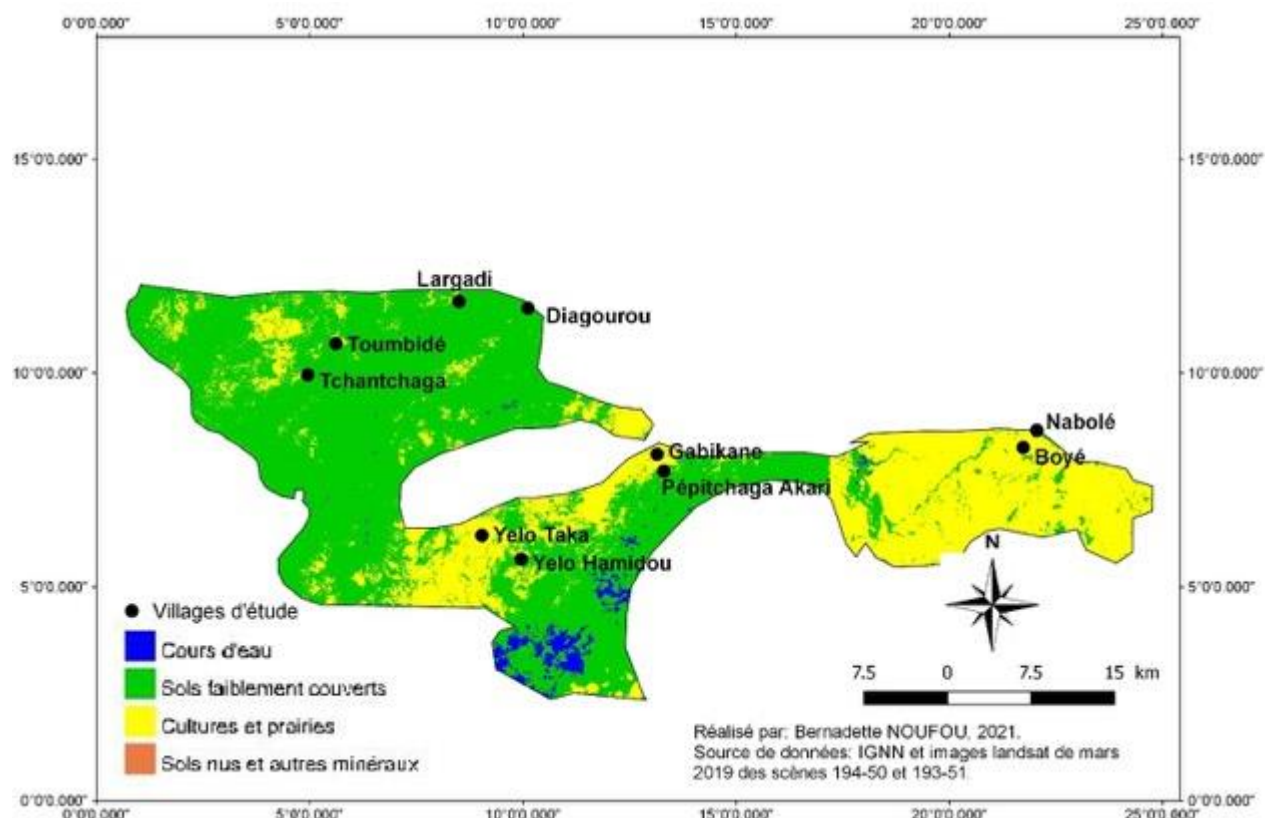 0°0'0.000" 5°0'0.000" 10°0'0.000" 15°0'0.000" 20°0'0.000" 25°0'0.000"
15°0'0.000" 15°0'0.000"
Largadi
Diagourou
Toumbidé
10°0'0.000" 10°0'0.000"
Tchantchaga
Nabolé
Gabikane
Boyé
Pépitchaga Akari
Yelo Taka
N
Yelo Hamidou
5°0'0.000" 5°0'0.000"
Villages d'étude
Cours d'eau
Sols faiblement couverts
Cultures et prairies
Sols nus et autres minéraux
7.5 0 7.5 15 km
Réalisé par: Bernadette NOUFOU, 2021.
Source de données: IGNN et images landsat de mars
2019 des scènes 194-50 et 193-51.
0°0'0.000" 0°0'0.000"
0°0'0.000" 5°0'0.000" 10°0'0.000" 15°0'0.000" 20°0'0.000" 25°0'0.000"